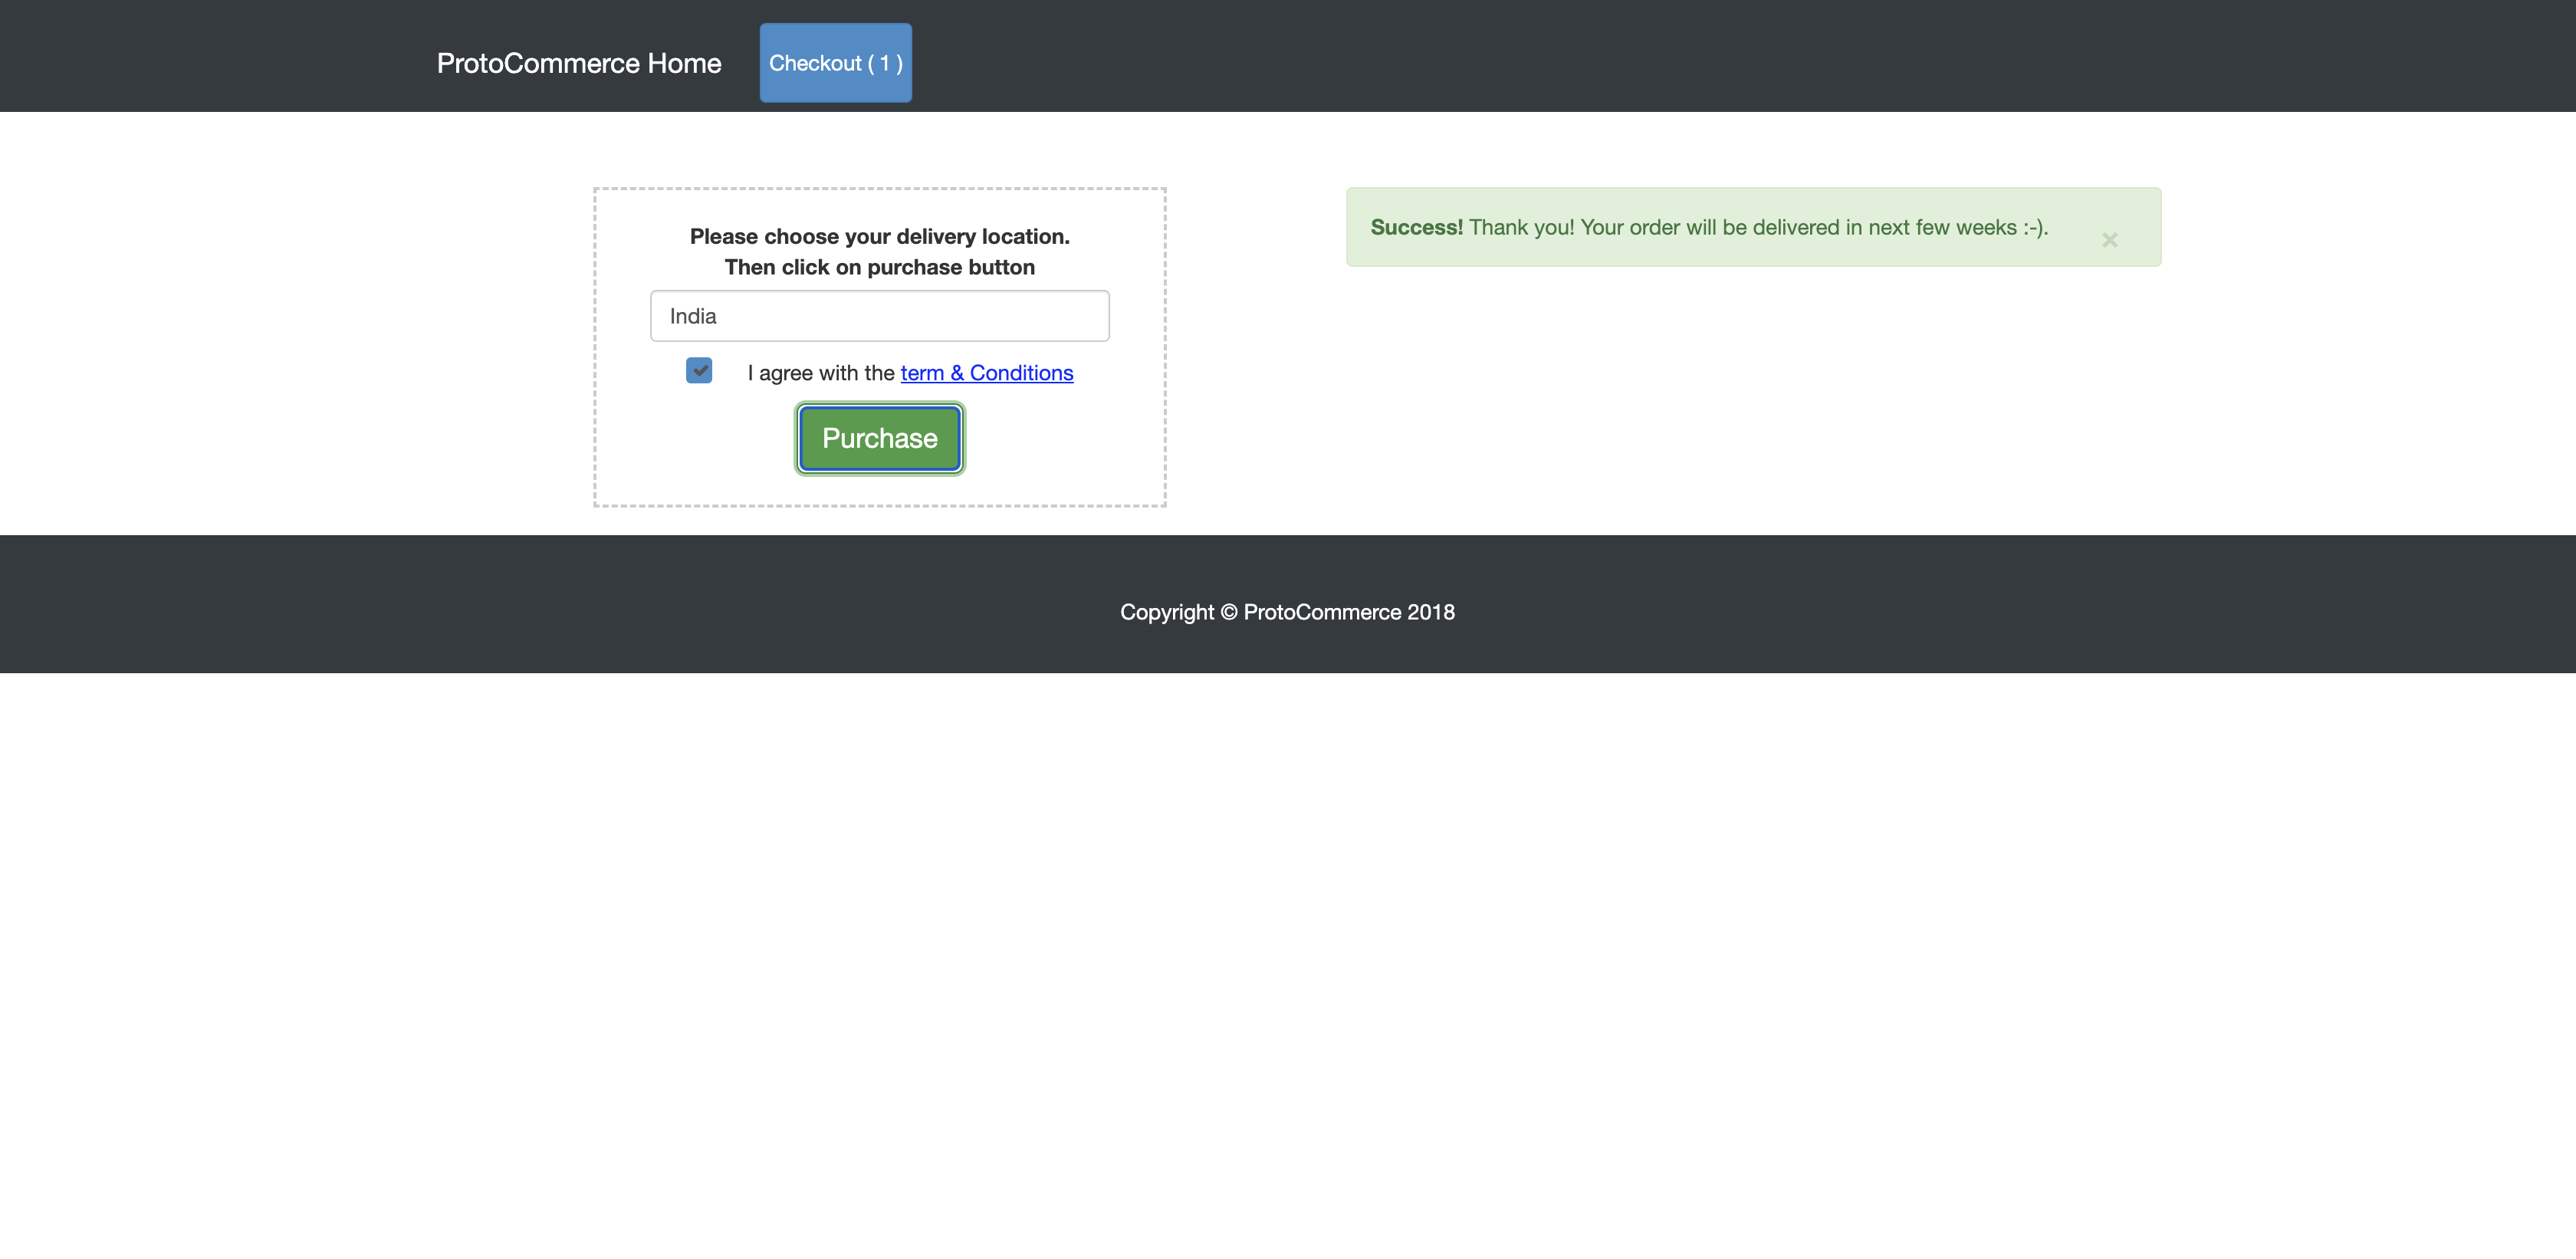 ProtoCommerce Home
Checkout ( 1 )
Please choose your delivery location.
Then click on purchase button
India
I agree with the term & Conditions
Purchase
Success! Thank you! Your order will be delivered in next few weeks :-).
×
Copyright © ProtoCommerce 2018